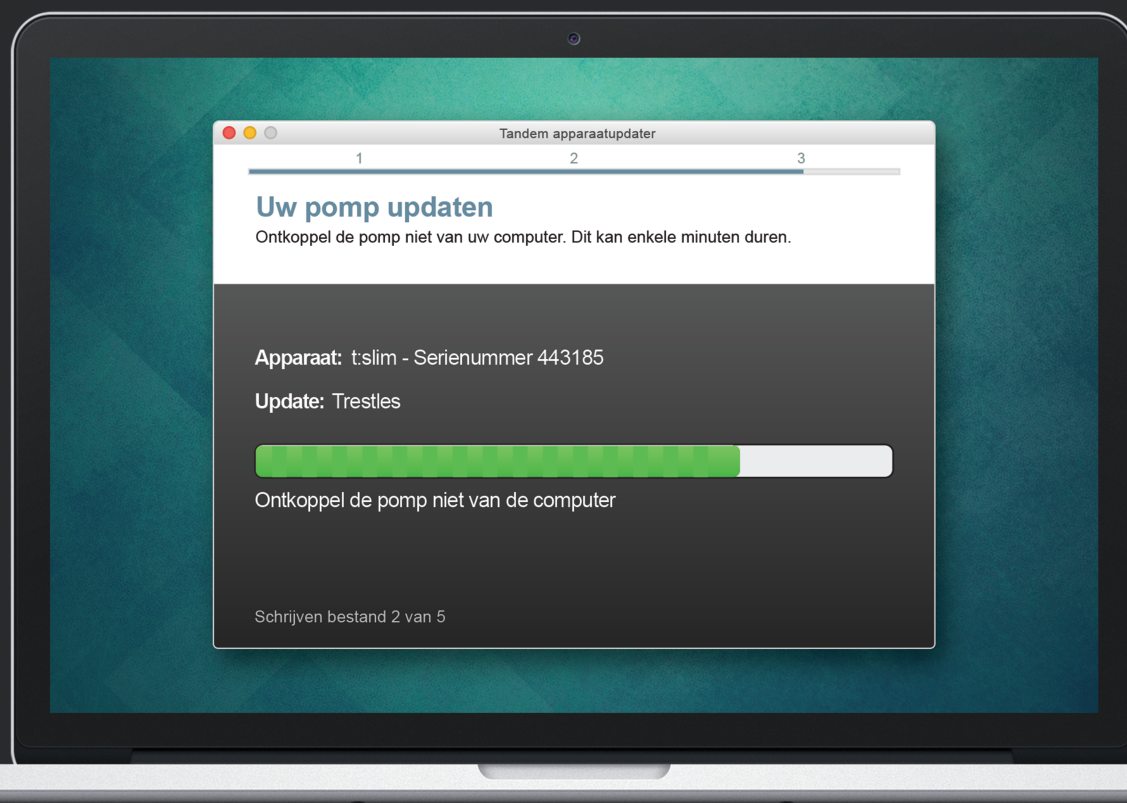 Tandem apparaatupdater
1 2 3
Uw pomp updaten
Ontkoppel de pomp niet van uw computer. Dit kan enkele minuten duren.
Apparaat: t:slim - Serienummer 443185
Update: Trestles
Ontkoppel de pomp niet van de computer
Schrijven bestand 2 van 5